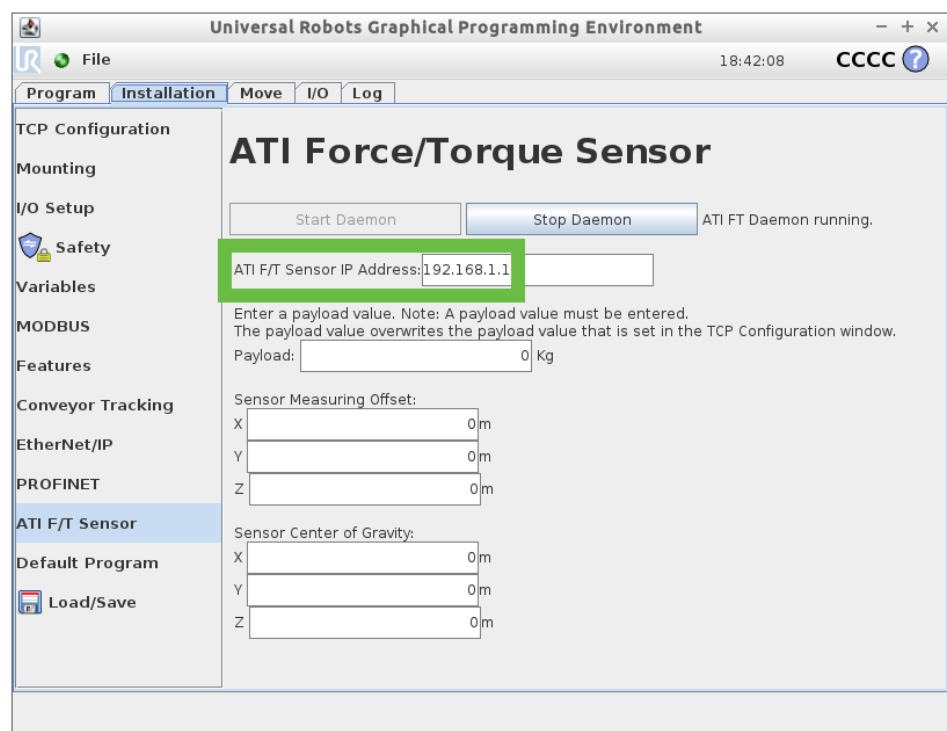 Universal Robots Graphical Programming Environment
UR File 18:42:08 CCCC ?
Program Installation Move I/O Log
TCP Configuration
Mounting
I/O Setup
Safety
Variables
MODBUS
Features
Conveyor Tracking
EtherNet/IP
PROFINET
ATI F/T Sensor
Default Program
Load/Save
ATI Force/Torque Sensor
Start Daemon Stop Daemon ATI FT Daemon running.
ATI F/T Sensor IP Address: 192.168.1.1
Enter a payload value. Note: A payload value must be entered.
The payload value overwrites the payload value that is set in the TCP Configuration window.
Payload: 0 Kg
Sensor Measuring Offset:
X 0 m
Y 0 m
Z 0 m
Sensor Center of Gravity:
X 0 m
Y 0 m
Z 0 m